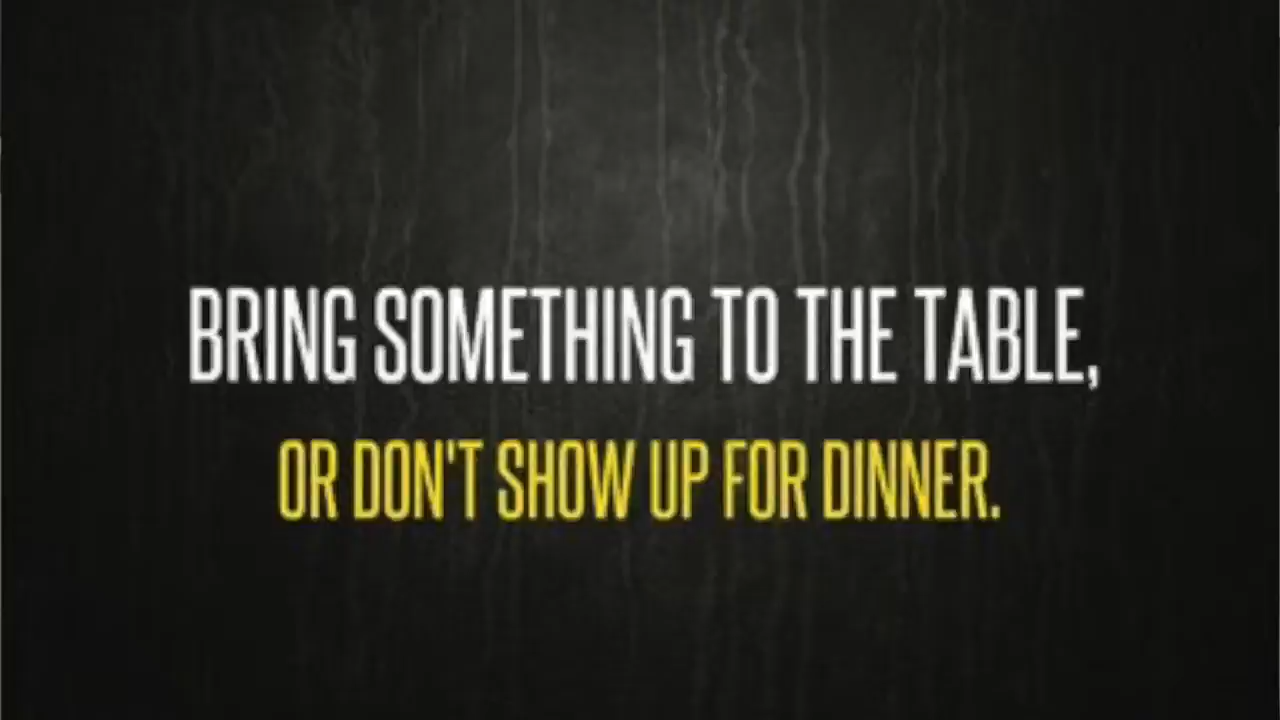 BRING SOMETHING TO THE TABLE,
OR DON'T SHOW UP FOR DINNER.